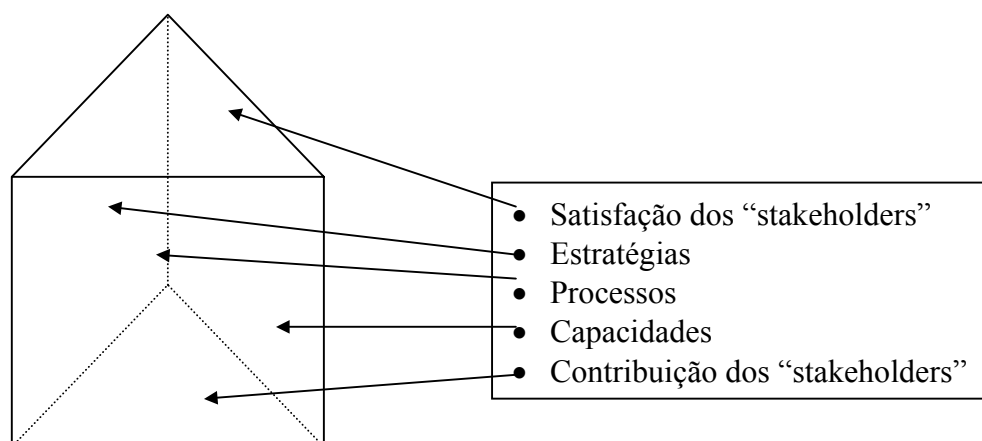 • Satisfação dos “stakeholders”
• Estratégias
• Processos
• Capacidades
• Contribuição dos “stakeholders”